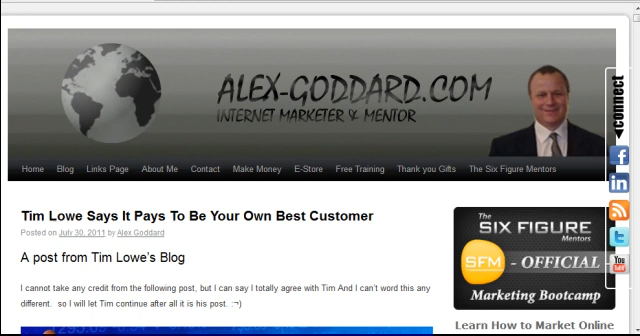 ALEX-GODDARD.COM
INTERNET MARKETER & MENTOR
connect
Home Blog Links Page About Me Contact Make Money E-Store Free Training Thank you Gifts The Six Figure Mentors
Tim Lowe Says It Pays To Be Your Own Best Customer
Posted on July 30, 2011 by Alex Goddard
A post from Tim Lowe's Blog
I cannot take any credit from the following post, but I can say I totally agree with Tim And I can't word this any
different. so I will let Tim continue after all it is his post. :¬)
The
SIX FIGURE
Mentors
SFM - OFFICIAL -
Marketing Bootcamp
Learn How to Market Online
f
in
t
You
Tube